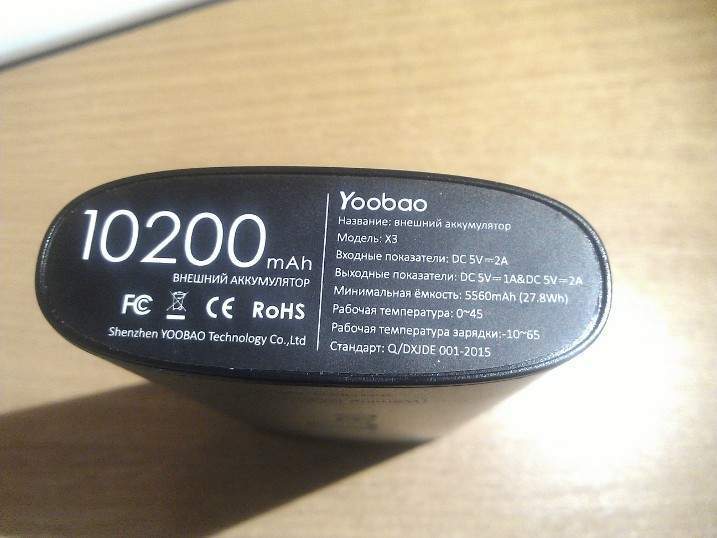 10200 mAh
ВНЕШНИЙ АККУМУЛЯТОР
FC CE RoHS
Shenzhen YOOBAO Technology Co.,Ltd
Yoobao
Название: внешний аккумулятор
Модель: X3
Входные показатели: DC 5V⎓2A
Выходные показатели: DC 5V⎓1A&DC 5V⎓2A
Минимальная ёмкость: 5560mAh (27.8Wh)
Рабочая температура: 0~45
Рабочая температура зарядки:-10~65
Стандарт: Q/DXJDE 001-2015